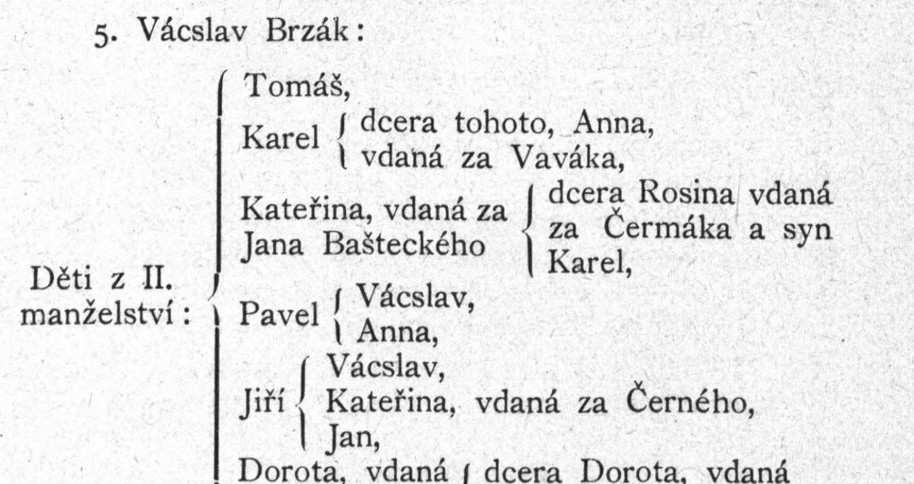 5. Vácslav Brzák:
Děti z II.
manželství:
Tomáš,
Karel
dcera tohoto, Anna,
vdaná za Vaváka,
Kateřina, vdaná za
Jana Bašteckého
dcera Rosina vdaná
za Čermáka a syn
Karel,
Pavel
Vácslav,
Anna,
Jiří
Vácslav,
Kateřina, vdaná za Černého,
Jan,
Dorota, vdaná
dcera Dorota, vdaná